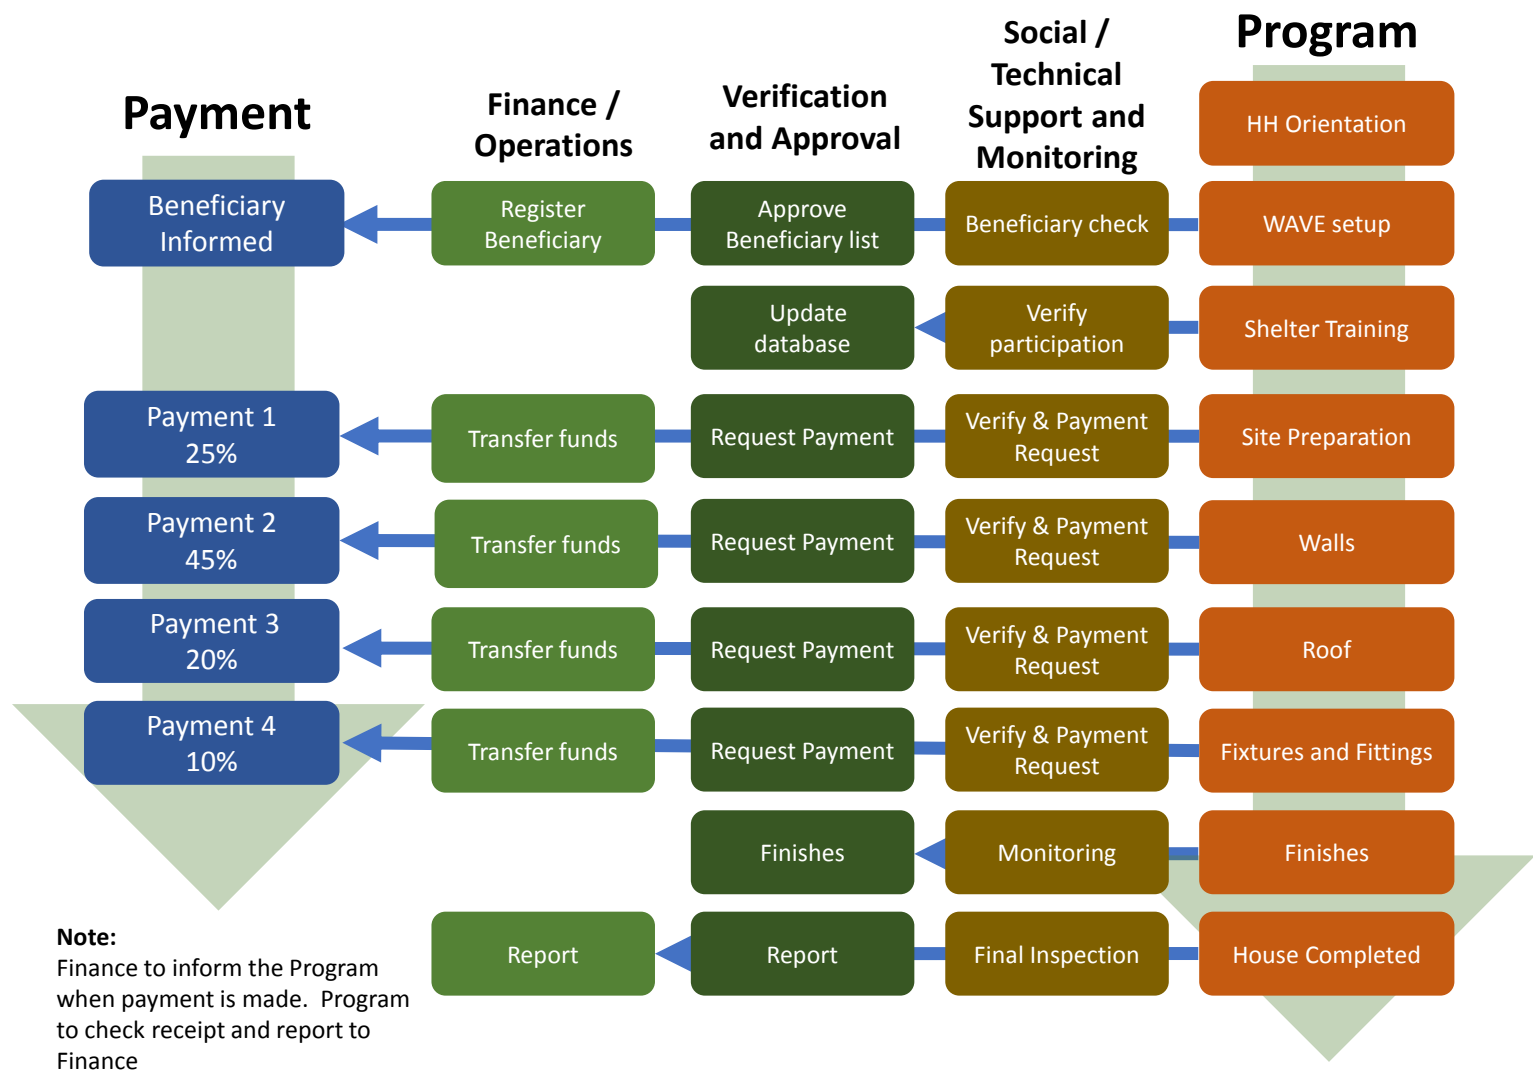 Payment
Finance /
Operations
Verification
and Approval
Social /
Technical
Support and
Monitoring
Program
HH Orientation
Beneficiary
Informed
Register
Beneficiary
Approve
Beneficiary list
Beneficiary check
WAVE setup
Update
database
Verify
participation
Shelter Training
Payment 1
25%
Transfer funds
Request Payment
Verify & Payment
Request
Site Preparation
Payment 2
45%
Transfer funds
Request Payment
Verify & Payment
Request
Walls
Payment 3
20%
Transfer funds
Request Payment
Verify & Payment
Request
Roof
Payment 4
10%
Transfer funds
Request Payment
Verify & Payment
Request
Fixtures and Fittings
Finishes
Monitoring
Finishes
Report
Report
Final Inspection
House Completed
Note:
Finance to inform the Program
when payment is made.  Program
to check receipt and report to
Finance